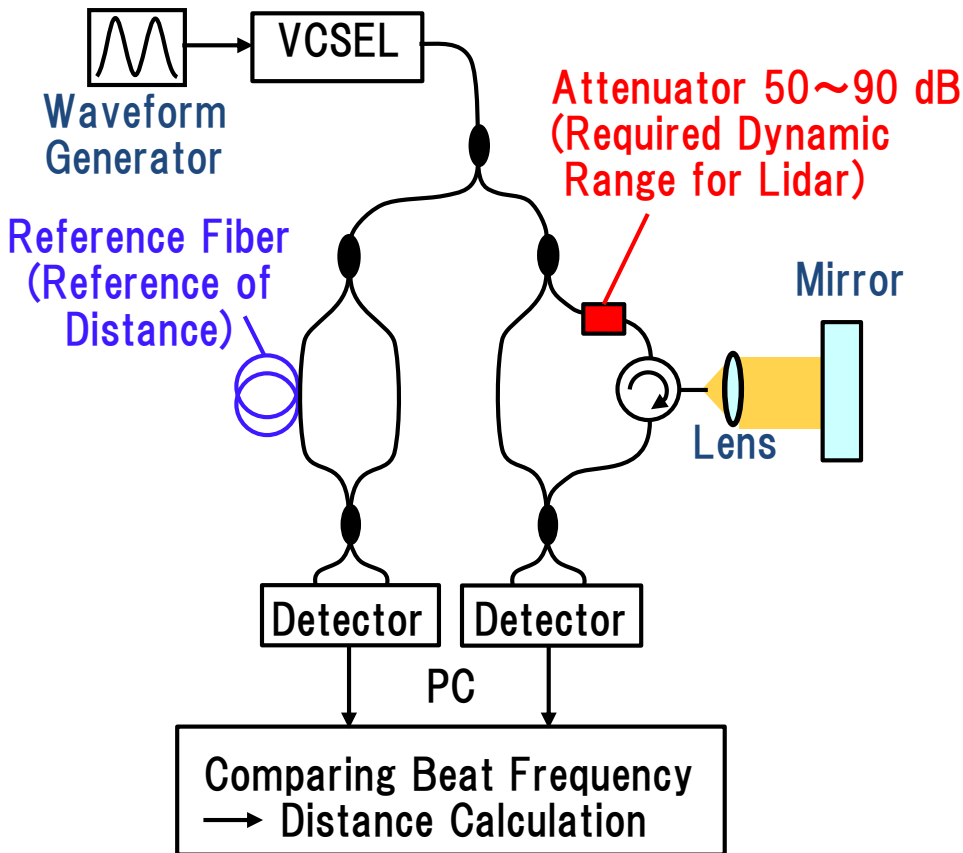 VCSEL
Waveform
Generator
Attenuator 50～90 dB
(Required Dynamic
Range for Lidar)
Reference Fiber
(Reference of
Distance)
Mirror
Lens
Detector
Detector
PC
Comparing Beat Frequency
→ Distance Calculation